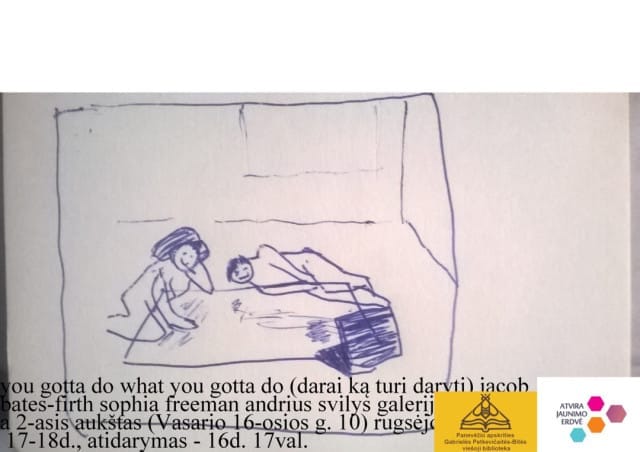 you gotta do what you gotta do (darai ką turi daryti) jacob
bates-firth sophia freeman andrius svilys galerij
a 2-asis aukštas (Vasario 16-osios g. 10) rugsėjo
17-18d., atidarymas - 16d. 17val.
Panevėžio apskrities
Gabrielės Petkevičaitės-Bitės
viešoji biblioteka
ATVIRA
JAUNIMO
ERDVĖ